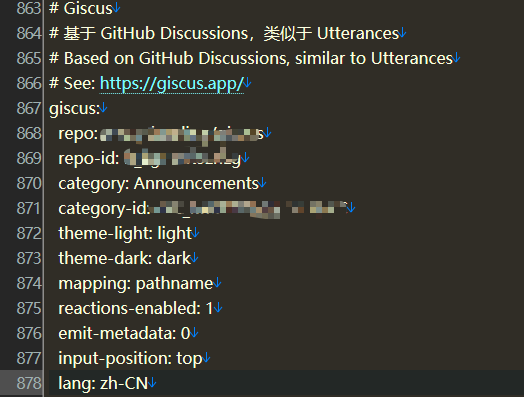 863 # Giscus
864 # 基于 GitHub Discussions，类似于 Utterances
865 # Based on GitHub Discussions, similar to Utterances
866 # See: https://giscus.app/
867 giscus:
868 repo:
869 repo-id:
870 category: Announcements
871 category-id:
872 theme-light: light
873 theme-dark: dark
874 mapping: pathname
875 reactions-enabled: 1
876 emit-metadata: 0
877 input-position: top
878 lang: zh-CN